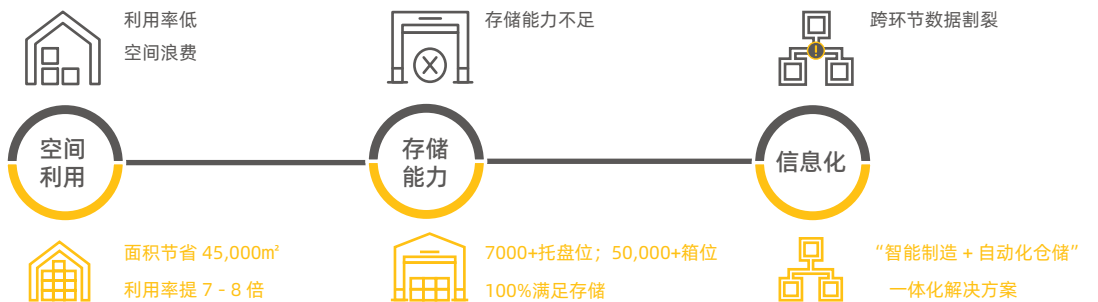 利用率低
空间浪费
存储能力不足
跨环节数据割裂
空间
利用
存储
能力
信息化
面积节省 45,000㎡
利用率提 7 - 8 倍
7000+托盘位；50,000+箱位
100%满足存储
“智能制造 + 自动化仓储”
一体化解决方案